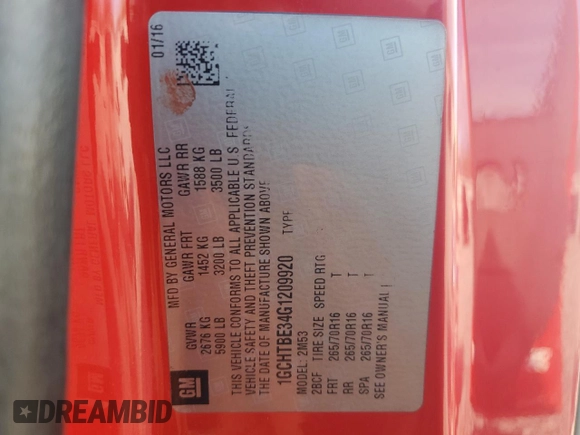 MFD BY GENERAL MOTORS LLC 01/16
GVWR GAWR FRT GAWR RR
2676 KG 1452 KG 1588 KG
5900 LB 3200 LB 3500 LB
THIS VEHICLE CONFORMS TO ALL APPLICABLE U.S. FEDERAL
VEHICLE SAFETY AND THEFT PREVENTION STANDARDS
THE DATE OF MANUFACTURE SHOWN ABOVE
1GCHTBE34G1209920 TYPE
MODEL: 2M53
2BCF TIRE SIZE SPEED RTG
FRT 265/70R16 T
RR 265/70R16 T
SPA 265/70R16 T
SEE OWNER'S MANUAL
GM
DREAMBID